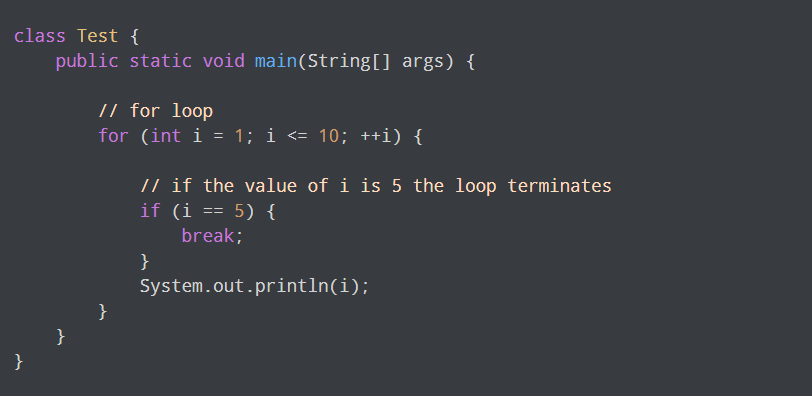 class Test {
    public static void main(String[] args) {

        // for loop
        for (int i = 1; i <= 10; ++i) {

            // if the value of i is 5 the loop terminates
            if (i == 5) {
                break;
            }
            System.out.println(i);
        }
    }
}